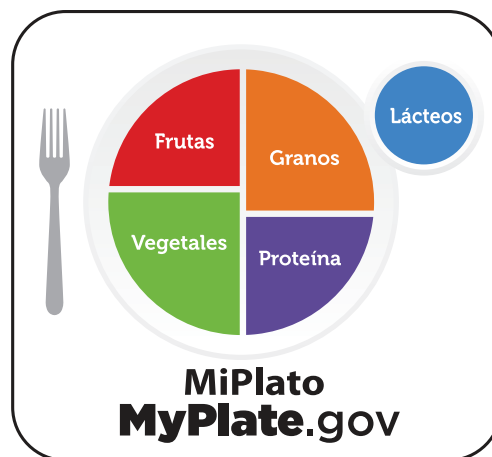 Frutas
Granos
Lácteos
Vegetales
Proteína
MiPlato
MyPlate.gov